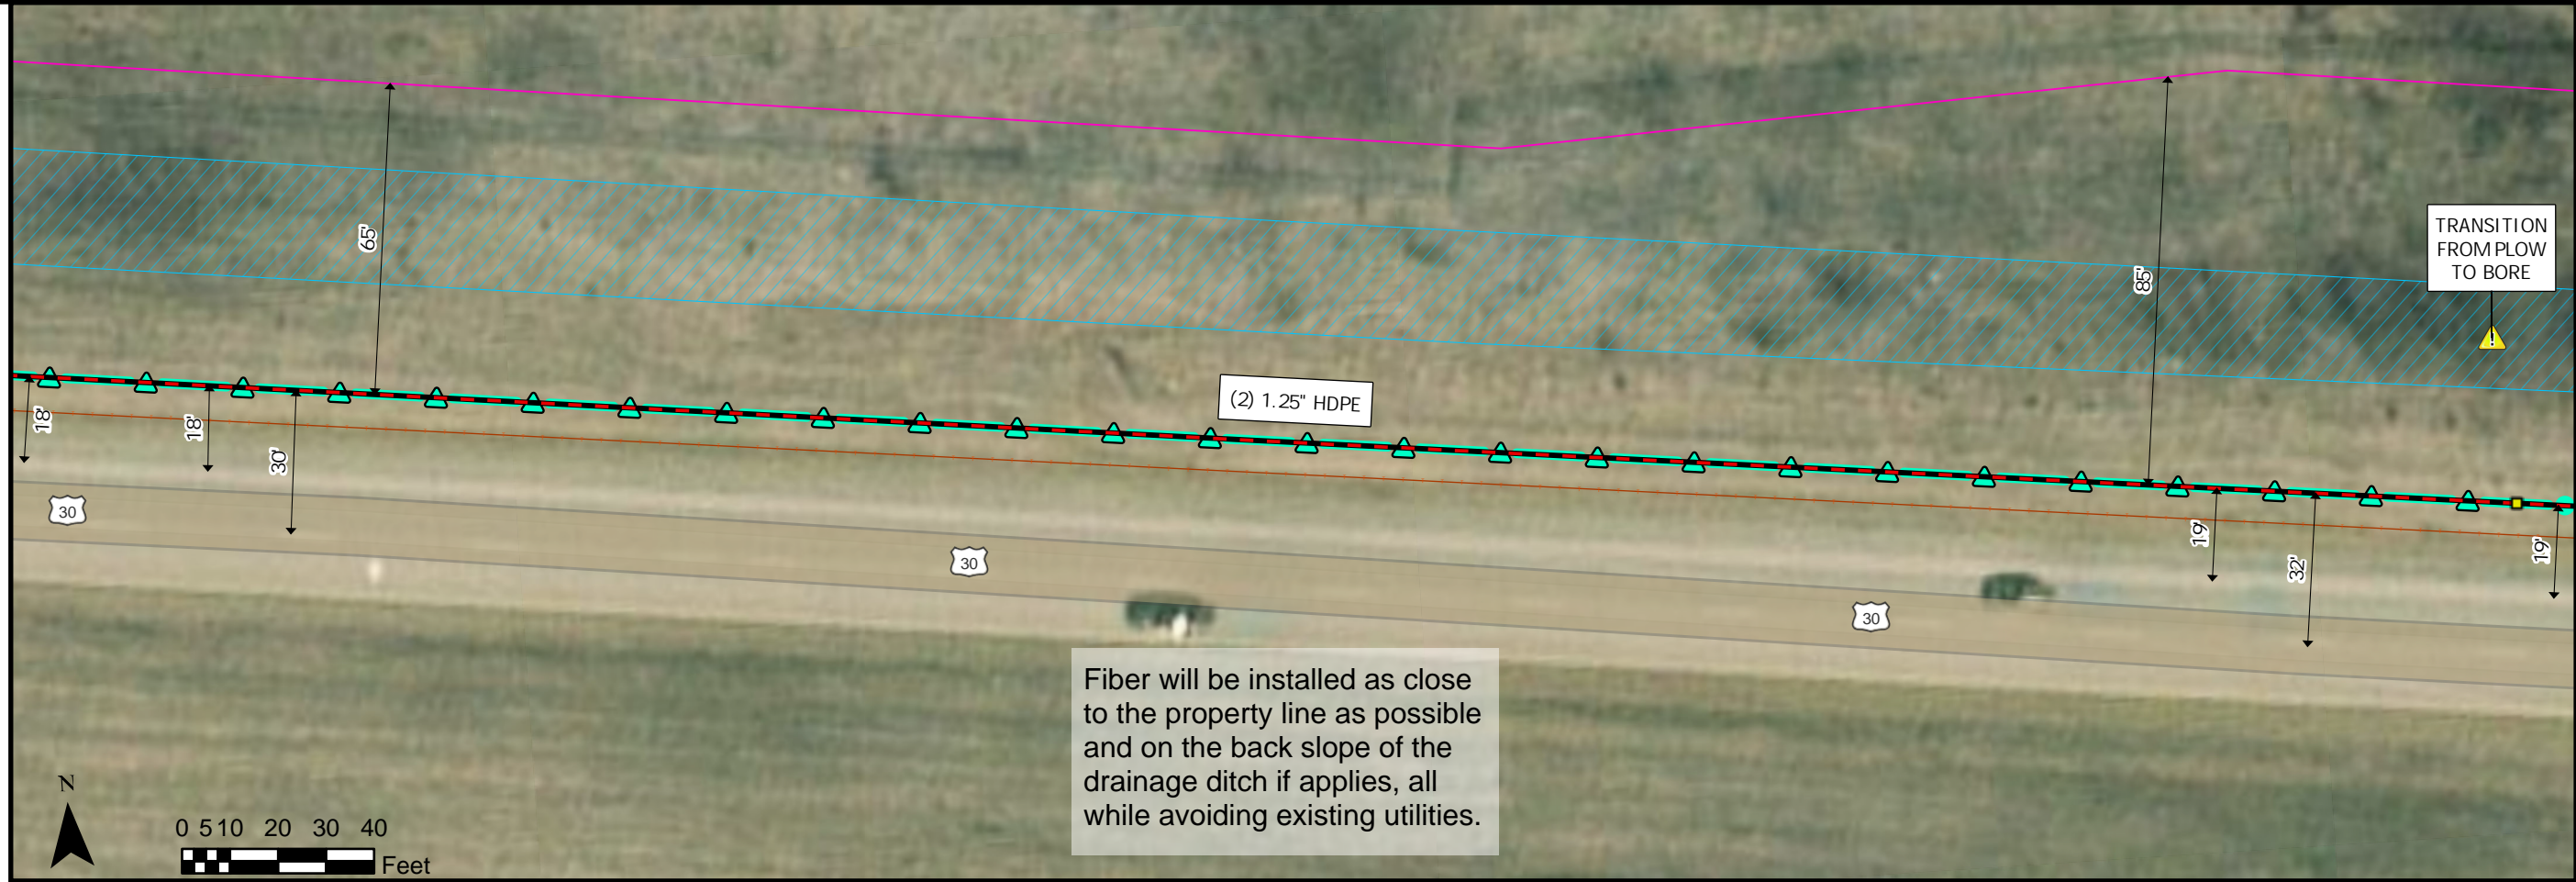 65'
85'
TRANSITION
FROM PLOW
TO BORE
!
(2) 1.25" HDPE
18'
18'
30'
30
30
30
19'
32'
19'
Fiber will be installed as close
to the property line as possible
and on the back slope of the
drainage ditch if applies, all
while avoiding existing utilities.
N
0 5 10 20 30 40
Feet